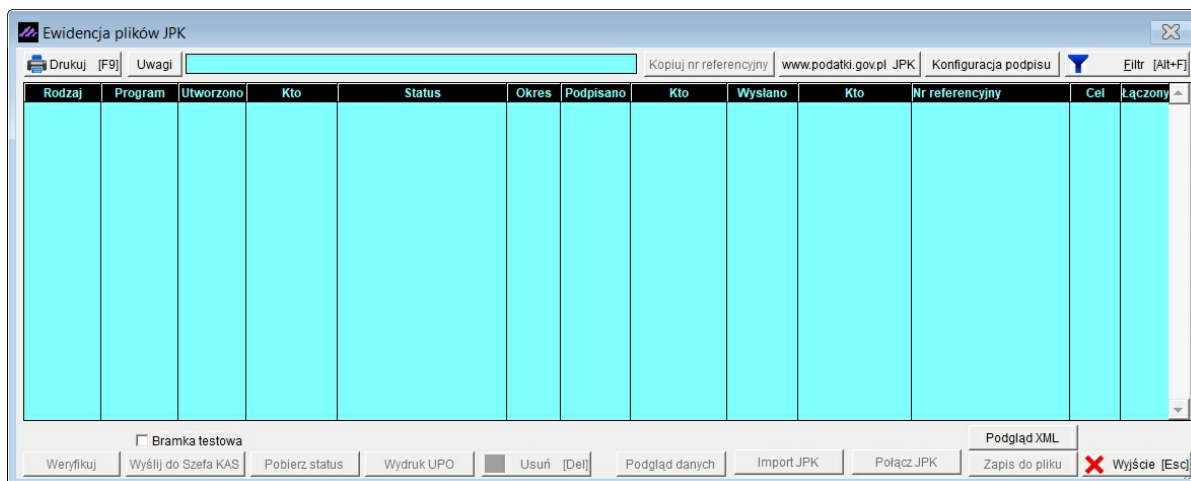 Ewidencja plików JPK
Drukuj [F9] Uwagi Kopiuj nr referencyjny www.podatki.gov.pl JPK Konfiguracja podpisu Filtr [Alt+F]
Rodzaj Program Utworzono Kto Status Okres Podpisano Kto Wysłano Kto Nr referencyjny Cel Łączony
Bramka testowa Podgląd XML
Weryfikuj Wyślij do Szefa KAS Pobierz status Wydruk UPO Usuń [Del] Podgląd danych Import JPK Połącz JPK Zapis do pliku Wyjście [Esc]